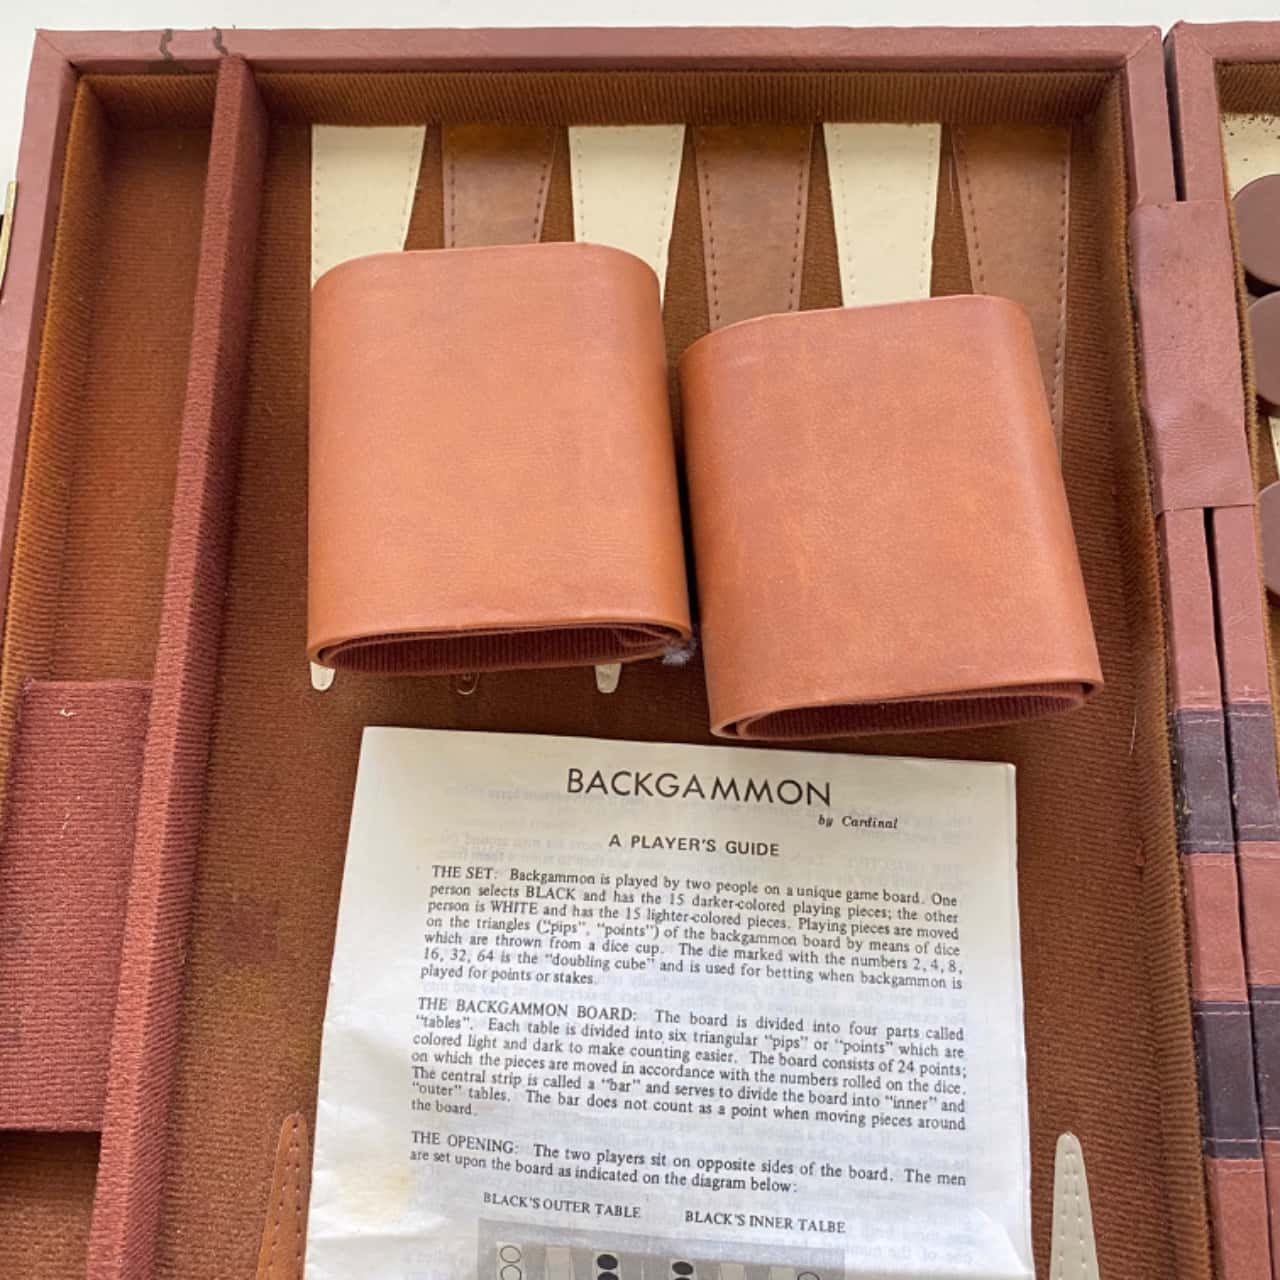 BACKGAMMON
by Cardinal
A PLAYER'S GUIDE
THE SET: Backgammon is played by two people on a unique game board. One
person selects BLACK and has the 15 darker-colored playing pieces; the other
person is WHITE and has the 15 lighter-colored pieces. Playing pieces are moved
on the triangles ("pips", "points") of the backgammon board by means of dice
which are thrown from a dice cup. The die marked with the numbers 2, 4, 8,
16, 32, 64 is the "doubling cube" and is used for betting when backgammon is
played for points or stakes.
THE BACKGAMMON BOARD: The board is divided into four parts called
"tables". Each table is divided into six triangular "pips" or "points" which are
colored light and dark to make counting easier. The board consists of 24 points;
on which the pieces are moved in accordance with the numbers rolled on the dice.
The central strip is called a "bar" and serves to divide the board into "inner" and
"outer" tables. The bar does not count as a point when moving pieces around
the board.
THE OPENING: The two players sit on opposite sides of the board. The men
are set upon the board as indicated on the diagram below:
BLACK'S OUTER TABLE BLACK'S INNER TALBE